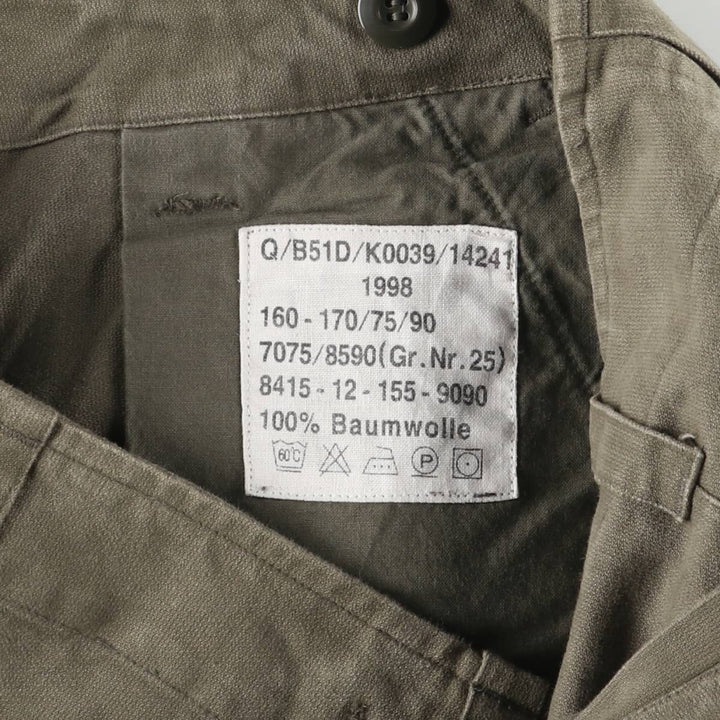 Q/B51D/K0039/14241
1998
160-170/75/90
7075/8590(Gr.Nr.25)
8415-12-155-9090
100% Baumwolle
60°C P